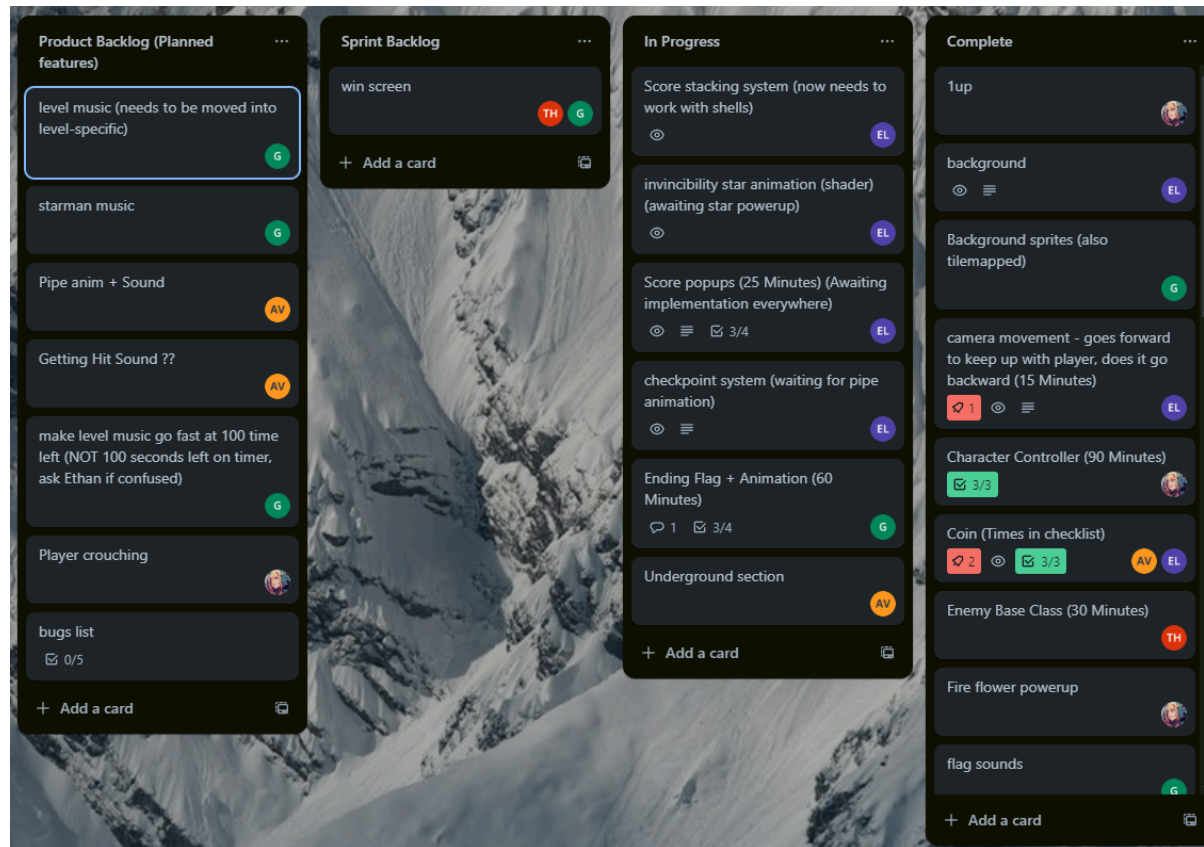 Product Backlog (Planned
features)
level music (needs to be moved into
level-specific)
G
starman music
G
Pipe anim + Sound
AV
Getting Hit Sound ??
AV
make level music go fast at 100 time
left (NOT 100 seconds left on timer,
ask Ethan if confused)
G
Player crouching
bugs list
0/5
+ Add a card
Sprint Backlog
win screen
TH G
+ Add a card
In Progress
Score stacking system (now needs to
work with shells)
EL
invincibility star animation (shader)
(awaiting star powerup)
EL
Score popups (25 Minutes) (Awaiting
implementation everywhere)
3/4 EL
checkpoint system (waiting for pipe
animation)
EL
Ending Flag + Animation (60
Minutes)
1 3/4 G
Underground section
AV
+ Add a card
Complete
1up
background
EL
Background sprites (also
tilemapped)
G
camera movement - goes forward
to keep up with player, does it go
backward (15 Minutes)
1 EL
Character Controller (90 Minutes)
3/3
Coin (Times in checklist)
2 3/3 AV EL
Enemy Base Class (30 Minutes)
TH
Fire flower powerup
flag sounds
G
+ Add a card